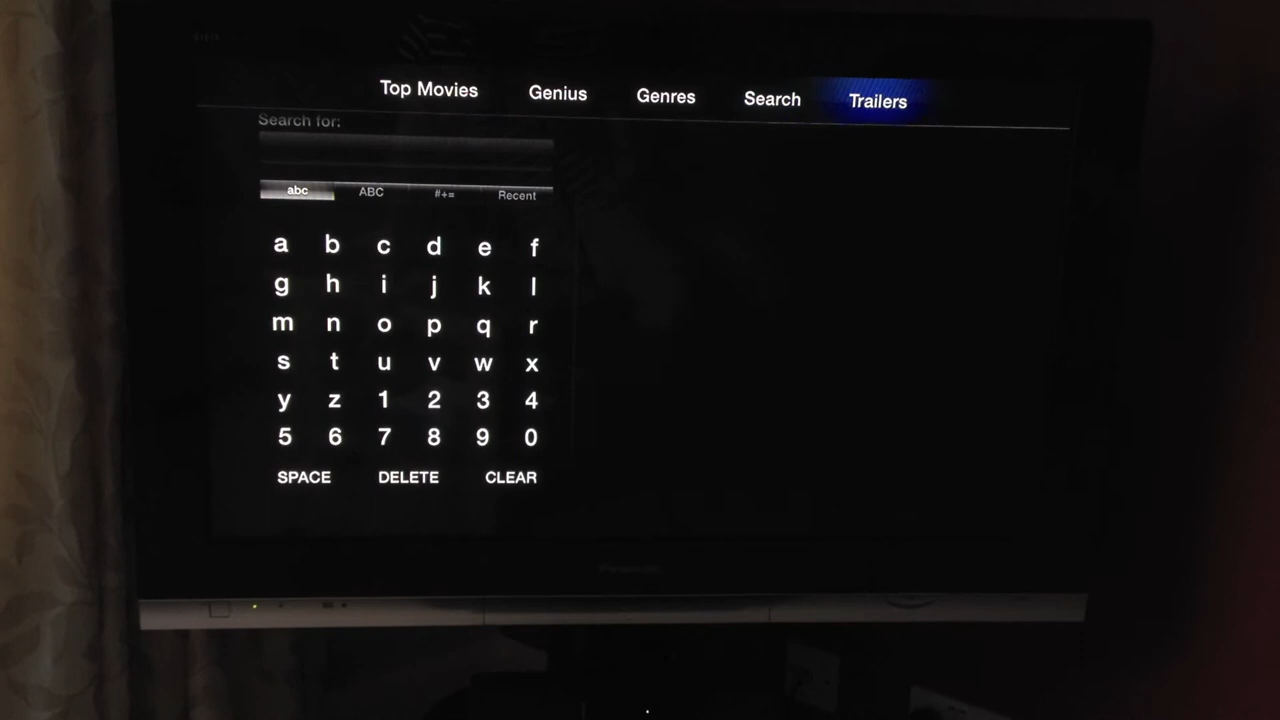 Top Movies Genius Genres Search Trailers
Search for:
abc ABC #+= Recent
a b c d e f
g h i j k l
m n o p q r
s t u v w x
y z 1 2 3 4
5 6 7 8 9 0
SPACE DELETE CLEAR
Panasonic